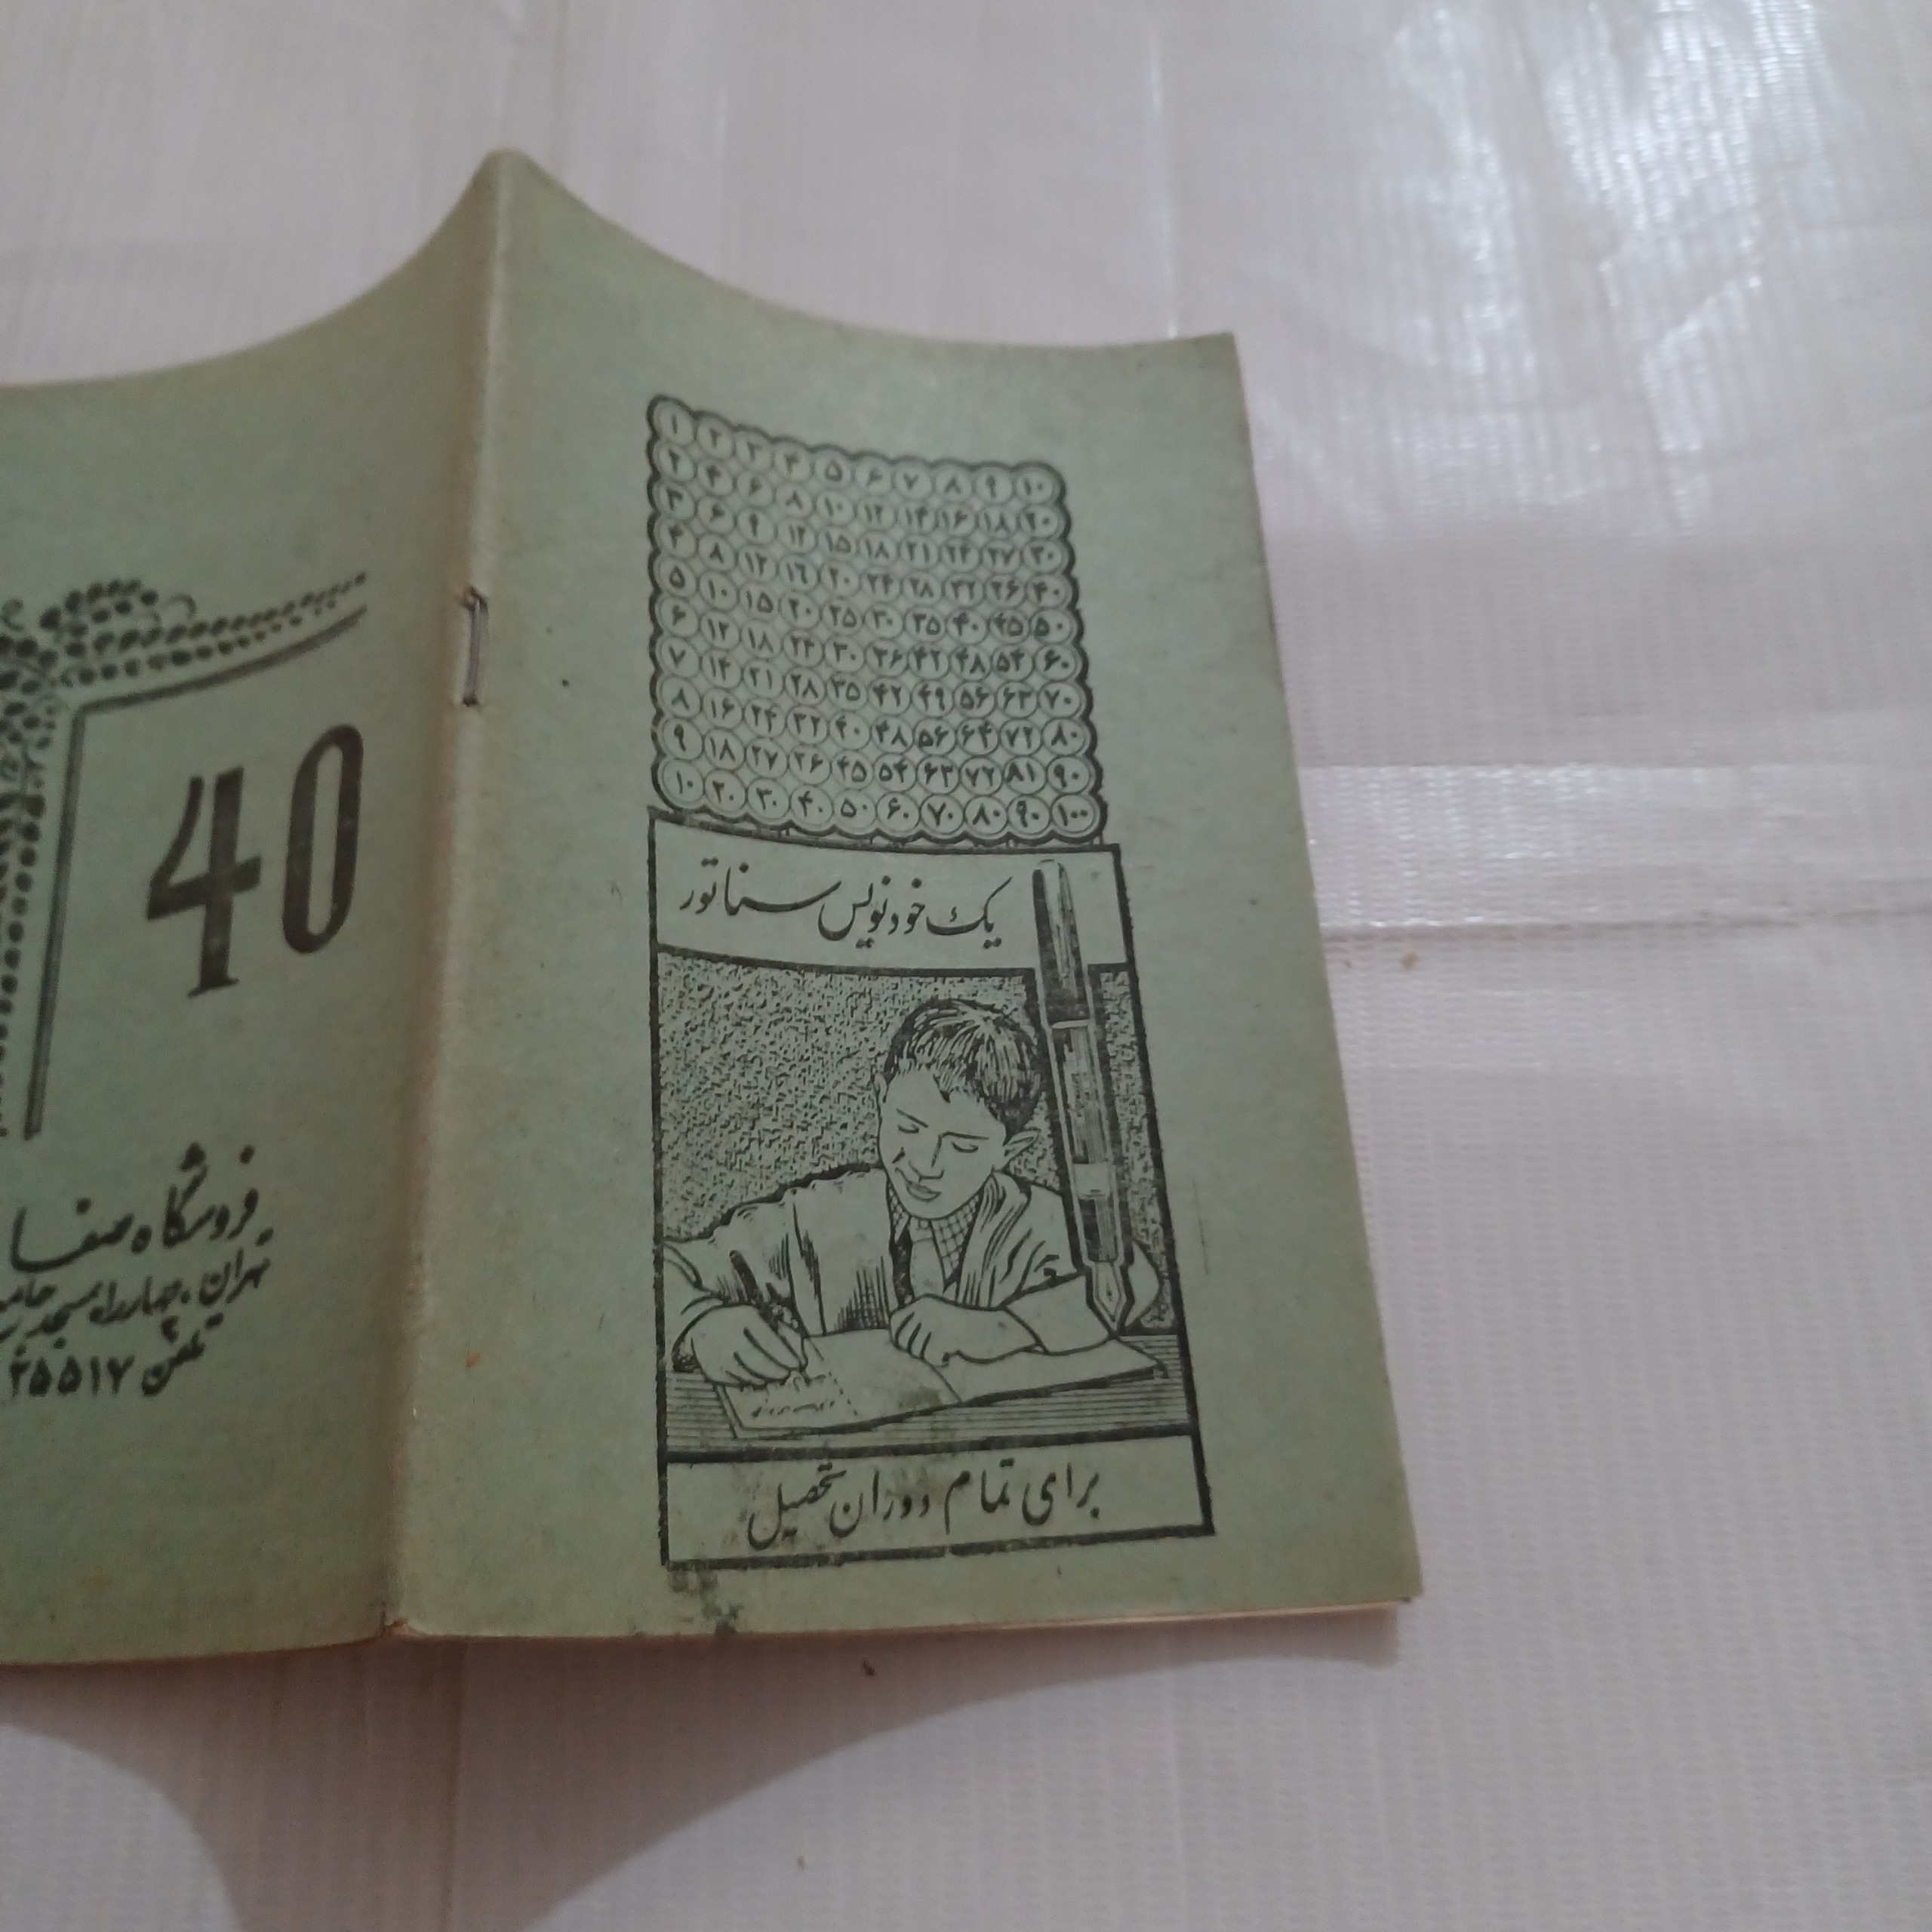 ۱ ۲ ۳ ۴ ۵ ۶ ۷ ۸ ۹ ۱۰
۲ ۴ ۶ ۸ ۱۰ ۱۲ ۱۴ ۱۶ ۱۸ ۲۰
۳ ۶ ۹ ۱۲ ۱۵ ۱۸ ۲۱ ۲۴ ۲۷ ۳۰
۴ ۸ ۱۲ ۱۶ ۲۰ ۲۴ ۲۸ ۳۲ ۳۶ ۴۰
۵ ۱۰ ۱۵ ۲۰ ۲۵ ۳۰ ۳۵ ۴۰ ۴۵ ۵۰
۶ ۱۲ ۱۸ ۲۴ ۳۰ ۳۶ ۴۲ ۴۸ ۵۴ ۶۰
۷ ۱۴ ۲۱ ۲۸ ۳۵ ۴۲ ۴۹ ۵۶ ۶۳ ۷۰
۸ ۱۶ ۲۴ ۳۲ ۴۰ ۴۸ ۵۶ ۶۴ ۷۲ ۸۰
۹ ۱۸ ۲۷ ۳۶ ۴۵ ۵۴ ۶۳ ۷۲ ۸۱ ۹۰
۱۰ ۲۰ ۳۰ ۴۰ ۵۰ ۶۰ ۷۰ ۸۰ ۹۰ ۱۰۰
یک خودنویس سناتور
برای تمام دوران تحصیل
40
فروشگاه صفا
تهران، چهارراه مسجد
تلفن ۲۵۵۱۷